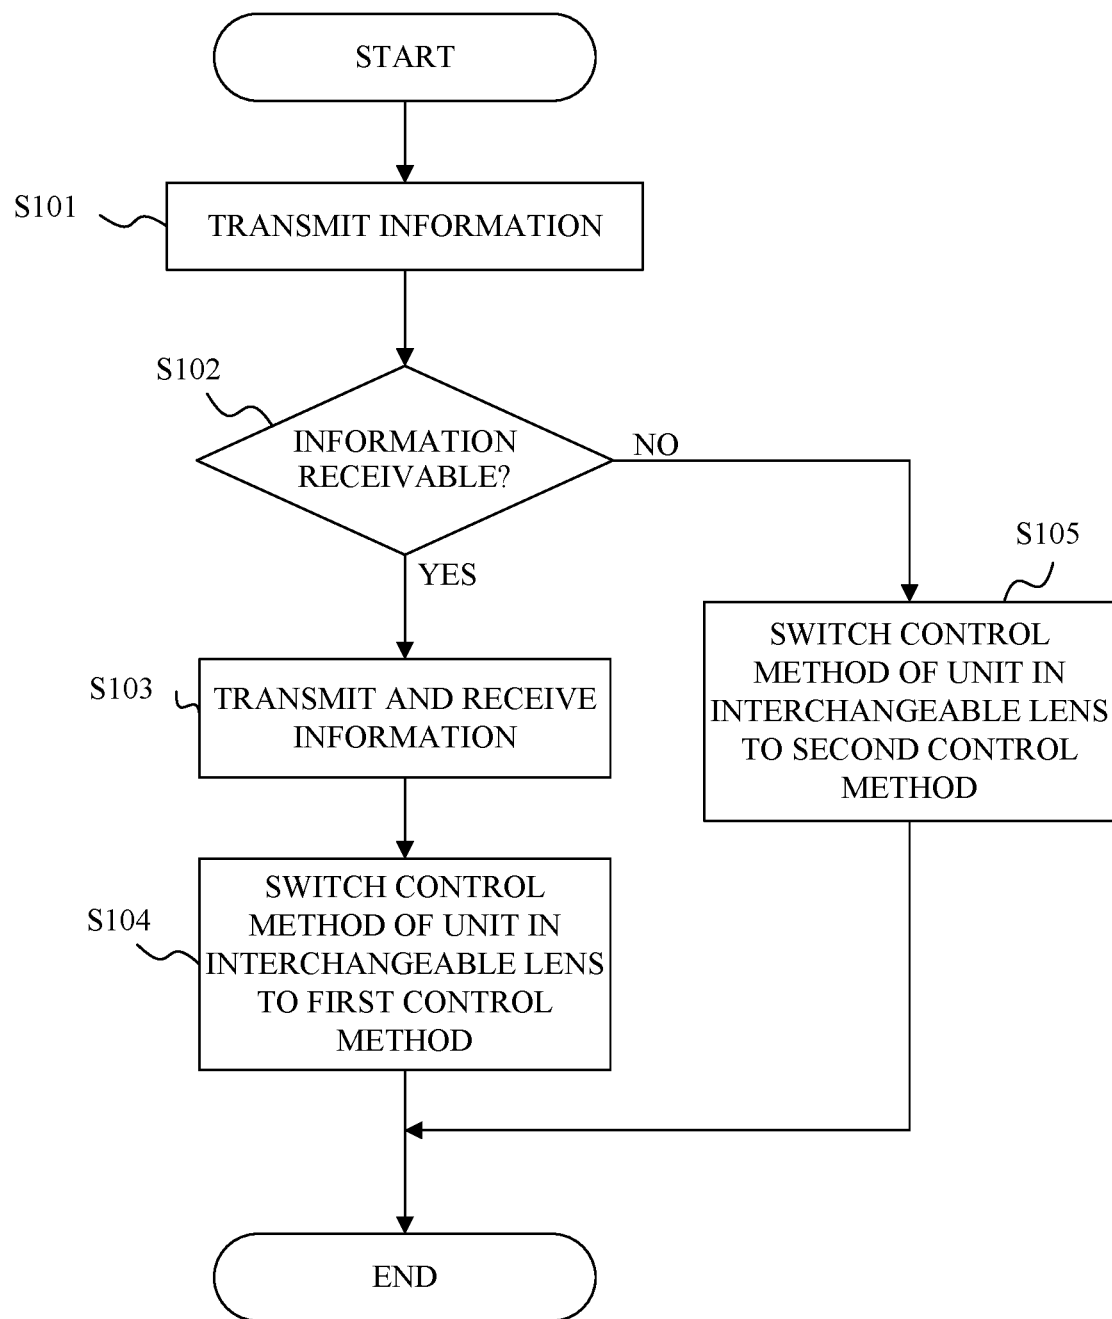 START
S101
TRANSMIT INFORMATION
S102
INFORMATION
RECEIVABLE?
NO
YES
S103
TRANSMIT AND RECEIVE
INFORMATION
S104
SWITCH CONTROL
METHOD OF UNIT IN
INTERCHANGEABLE LENS
TO FIRST CONTROL
METHOD
S105
SWITCH CONTROL
METHOD OF UNIT IN
INTERCHANGEABLE LENS
TO SECOND CONTROL
METHOD
END